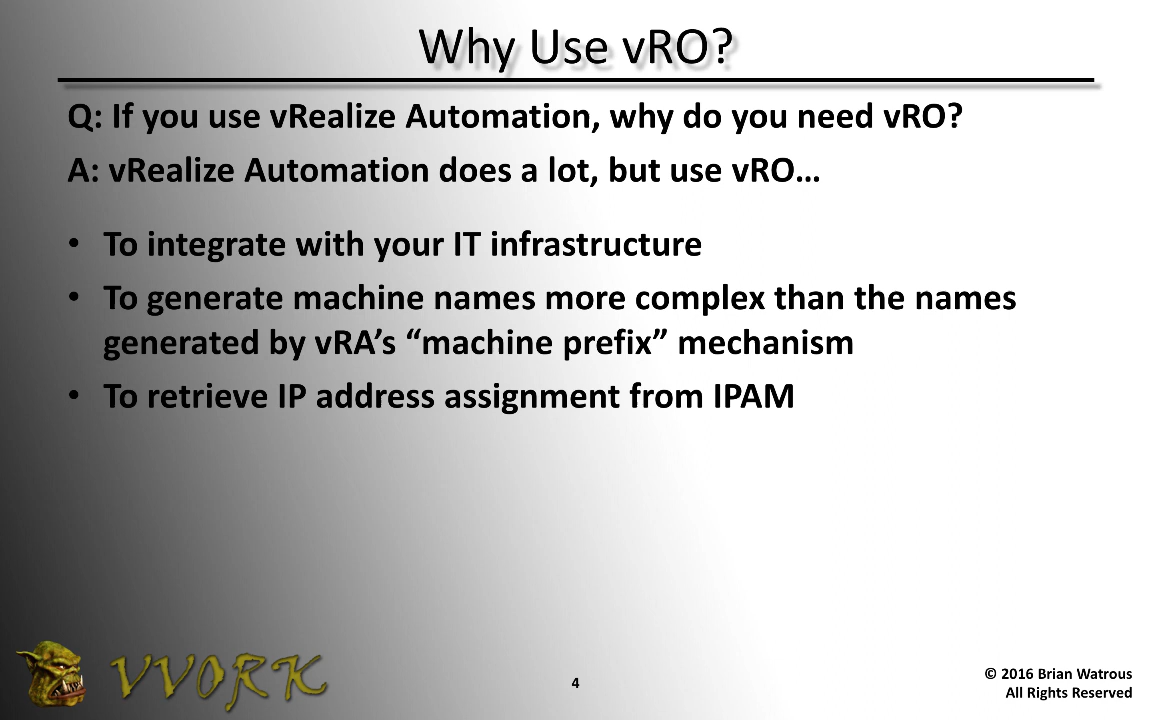 Why Use vRO?
Q: If you use vRealize Automation, why do you need vRO?
A: vRealize Automation does a lot, but use vRO…
• To integrate with your IT infrastructure
• To generate machine names more complex than the names
generated by vRA’s “machine prefix” mechanism
• To retrieve IP address assignment from IPAM
VVORK
4
© 2016 Brian Watrous
All Rights Reserved